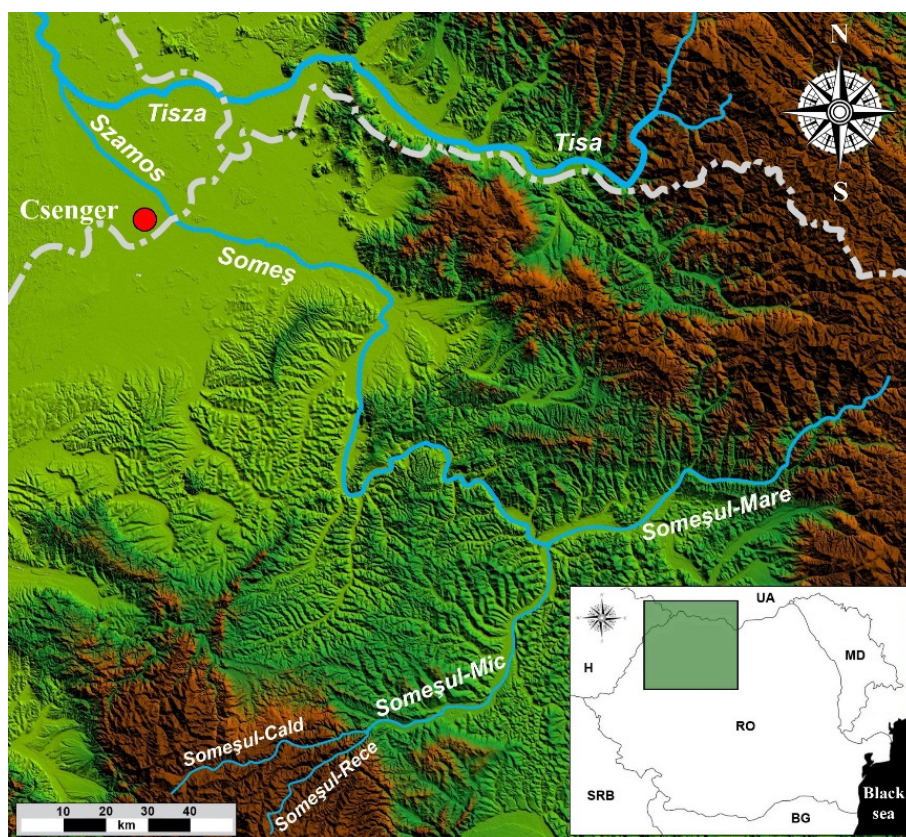 N
S
Tisza
Tisa
Szamos
Csenger
Someş
Someşul-Mare
Someşul-Mic
Someşul-Cald
Someşul-Rece
10 20 30 40
km
UA
H
MD
RO
SRB
BG
Black
sea